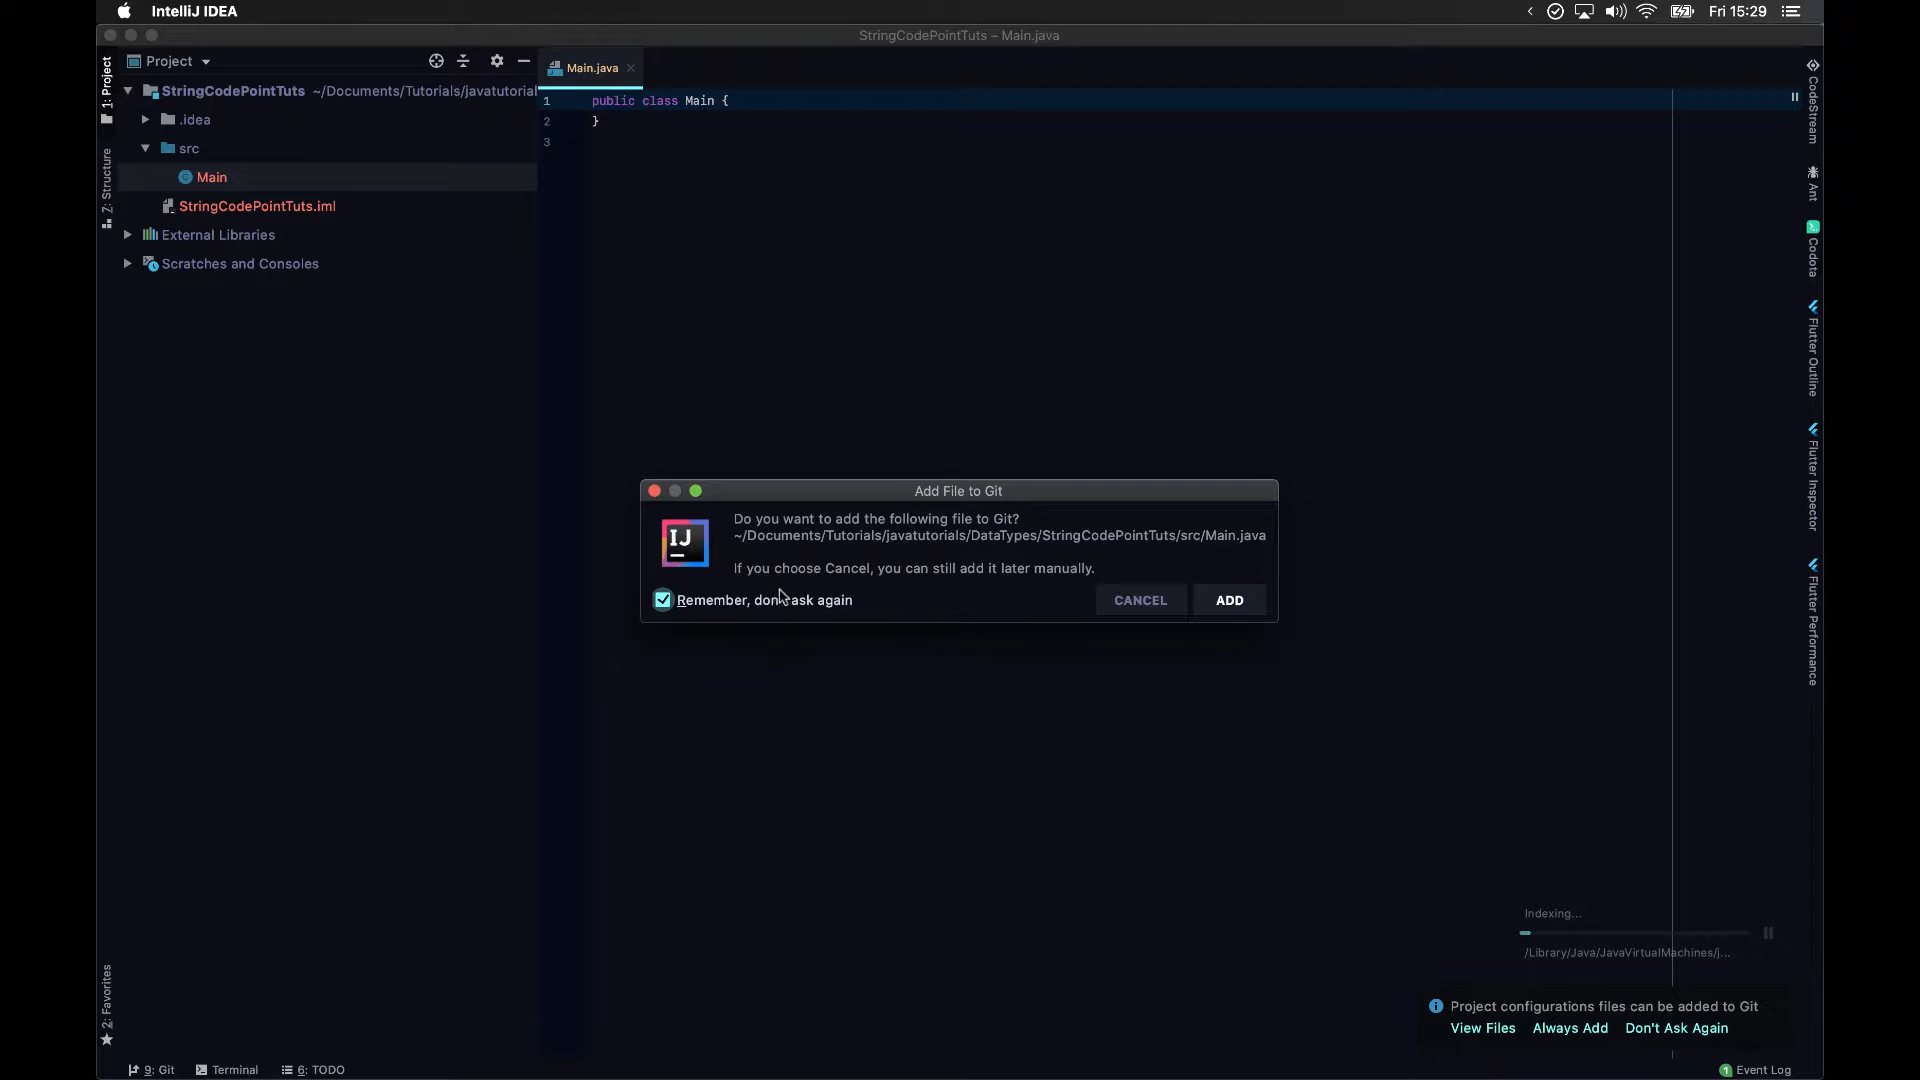 IntelliJ IDEA
Fri 15:29
StringCodePointTuts – Main.java
Project
Main.java
1: Project
StringCodePointTuts ~/Documents/Tutorials/javatutorial
.idea
src
Main
StringCodePointTuts.iml
External Libraries
Scratches and Consoles
Z: Structure
2: Favorites
1 public class Main {
2 }
3
CodeStream
Ant
Codota
Flutter Outline
Flutter Inspector
Flutter Performance
Add File to Git
IJ
Do you want to add the following file to Git?
~/Documents/Tutorials/javatutorials/DataTypes/StringCodePointTuts/src/Main.java
If you choose Cancel, you can still add it later manually.
Remember, don't ask again
CANCEL
ADD
Indexing...
/Library/Java/JavaVirtualMachines/j...
Project configurations files can be added to Git
View Files Always Add Don't Ask Again
9: Git
Terminal
6: TODO
1 Event Log